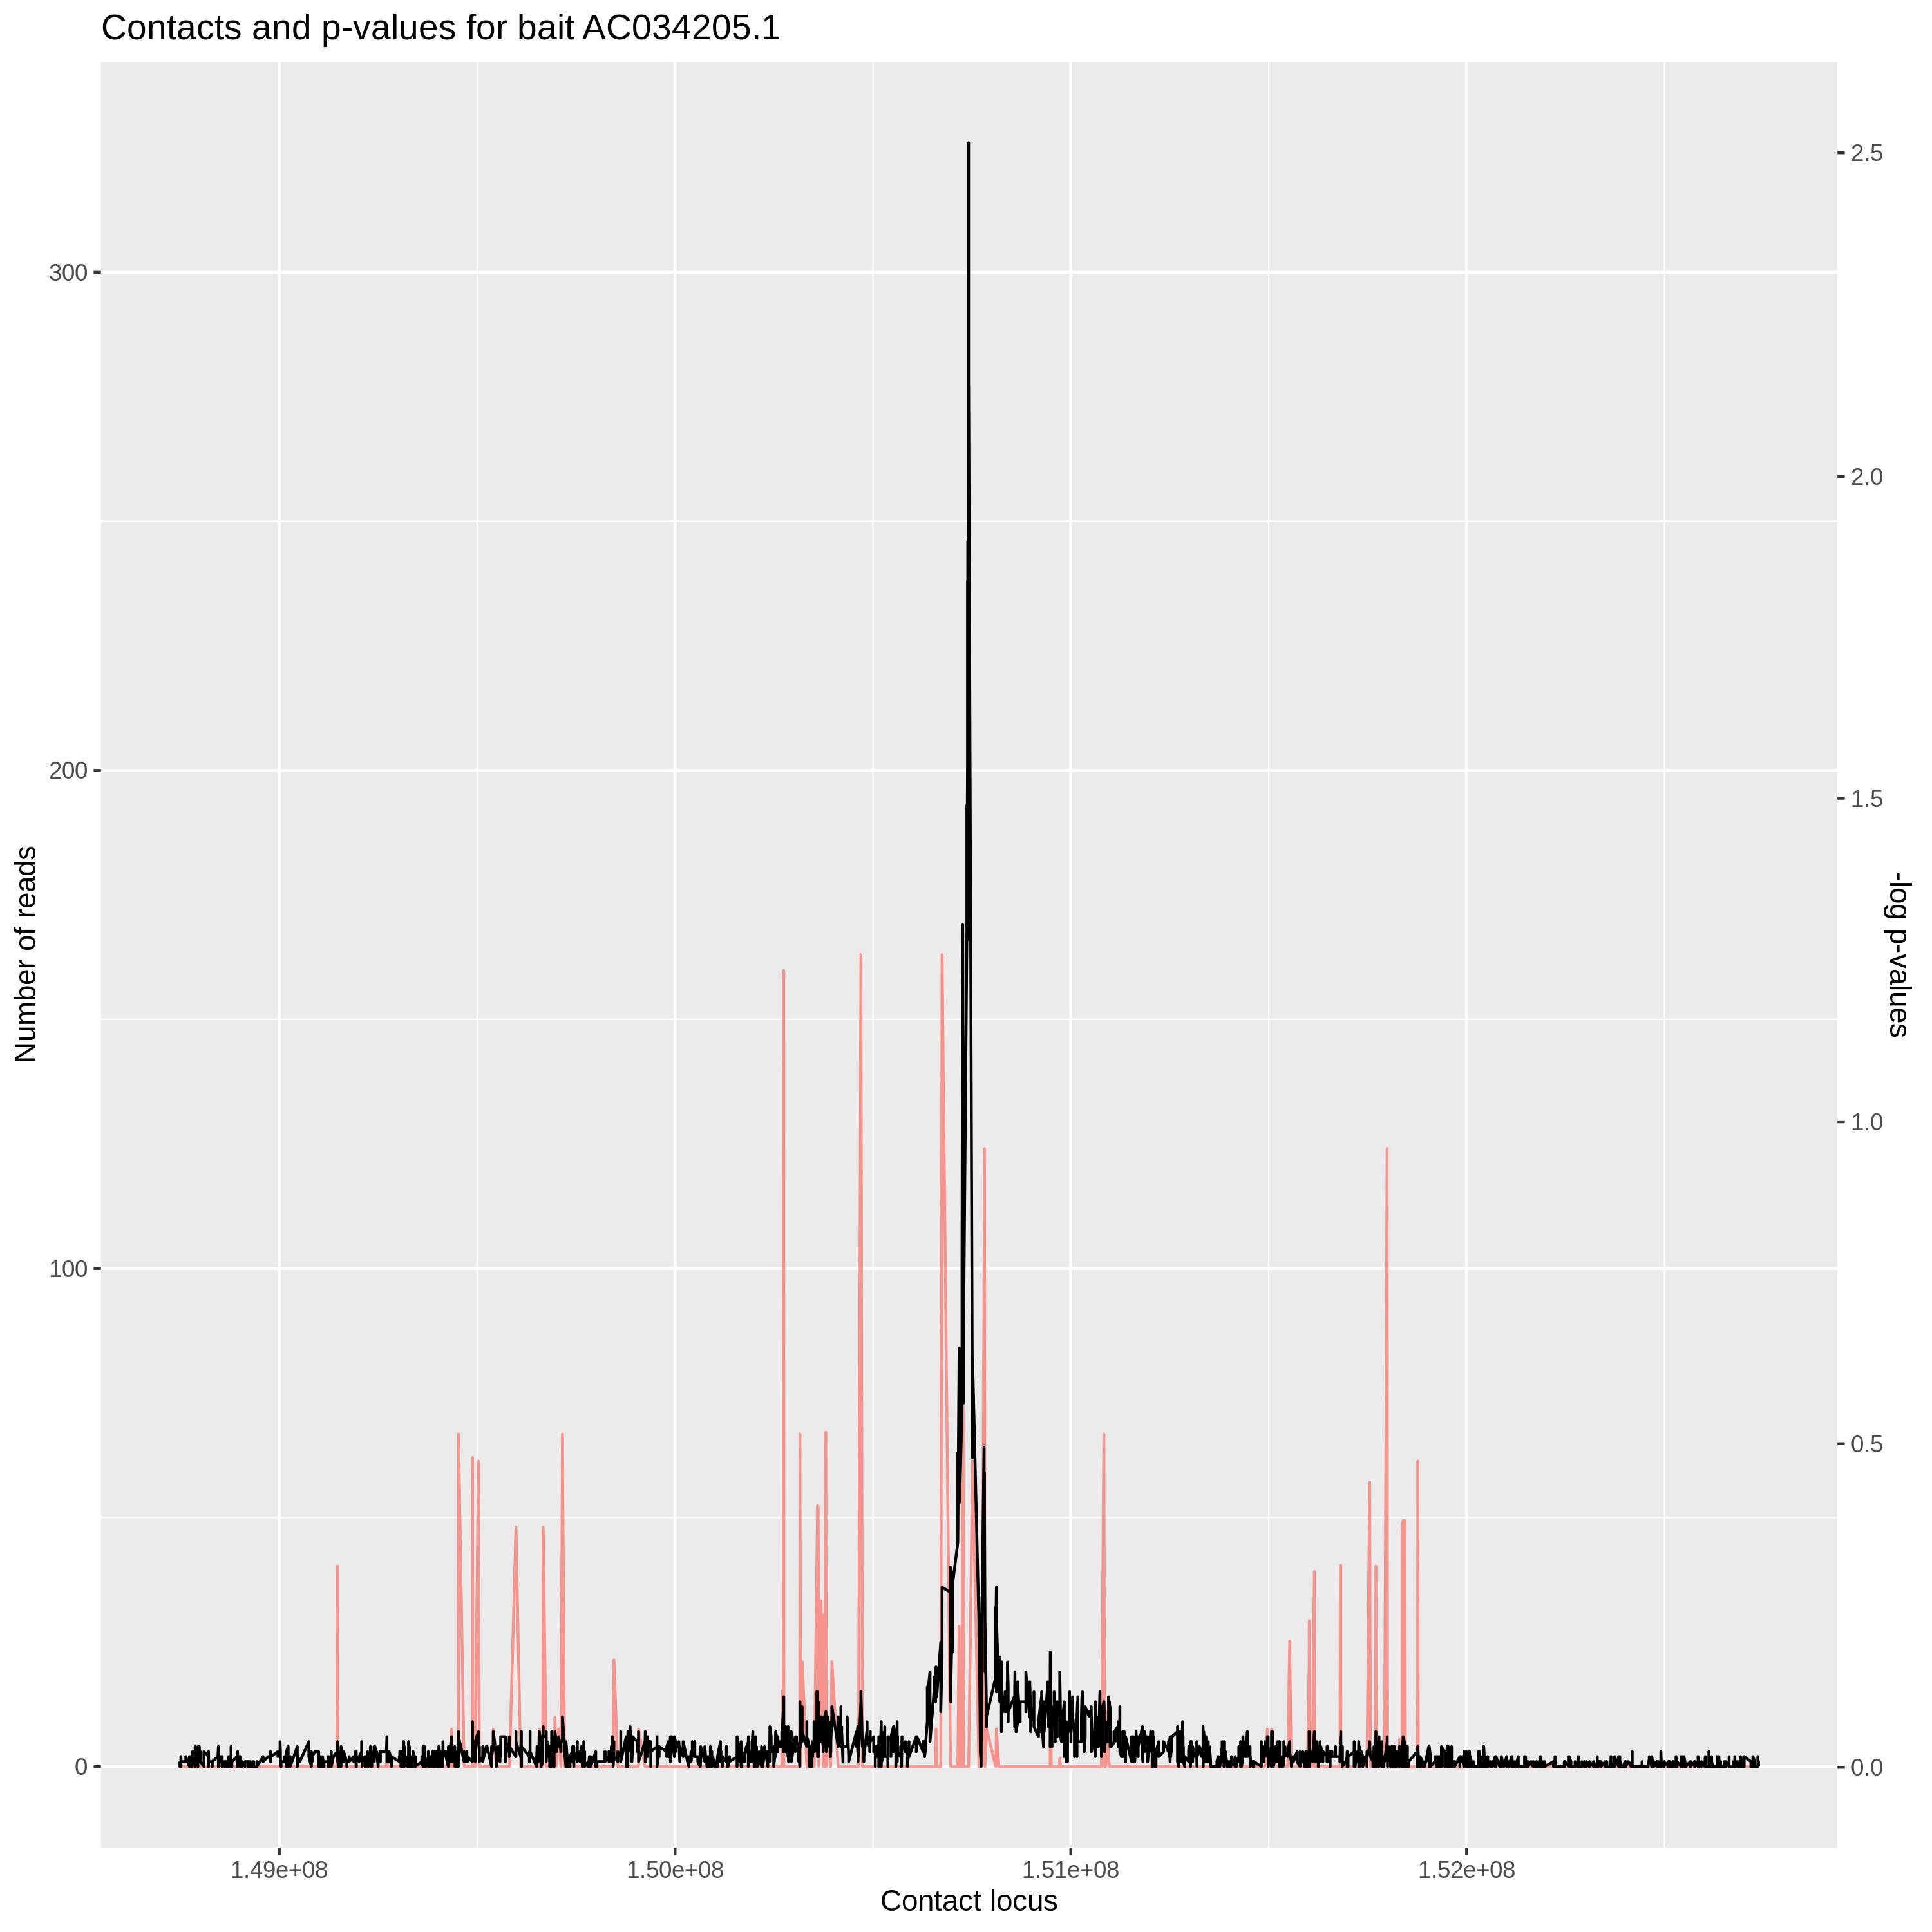 Contacts and p-values for bait AC034205.1
300
200
100
0
Number of reads
2.5
2.0
1.5
1.0
0.5
0.0
-log p-values
1.49e+08
1.50e+08
1.51e+08
1.52e+08
Contact locus